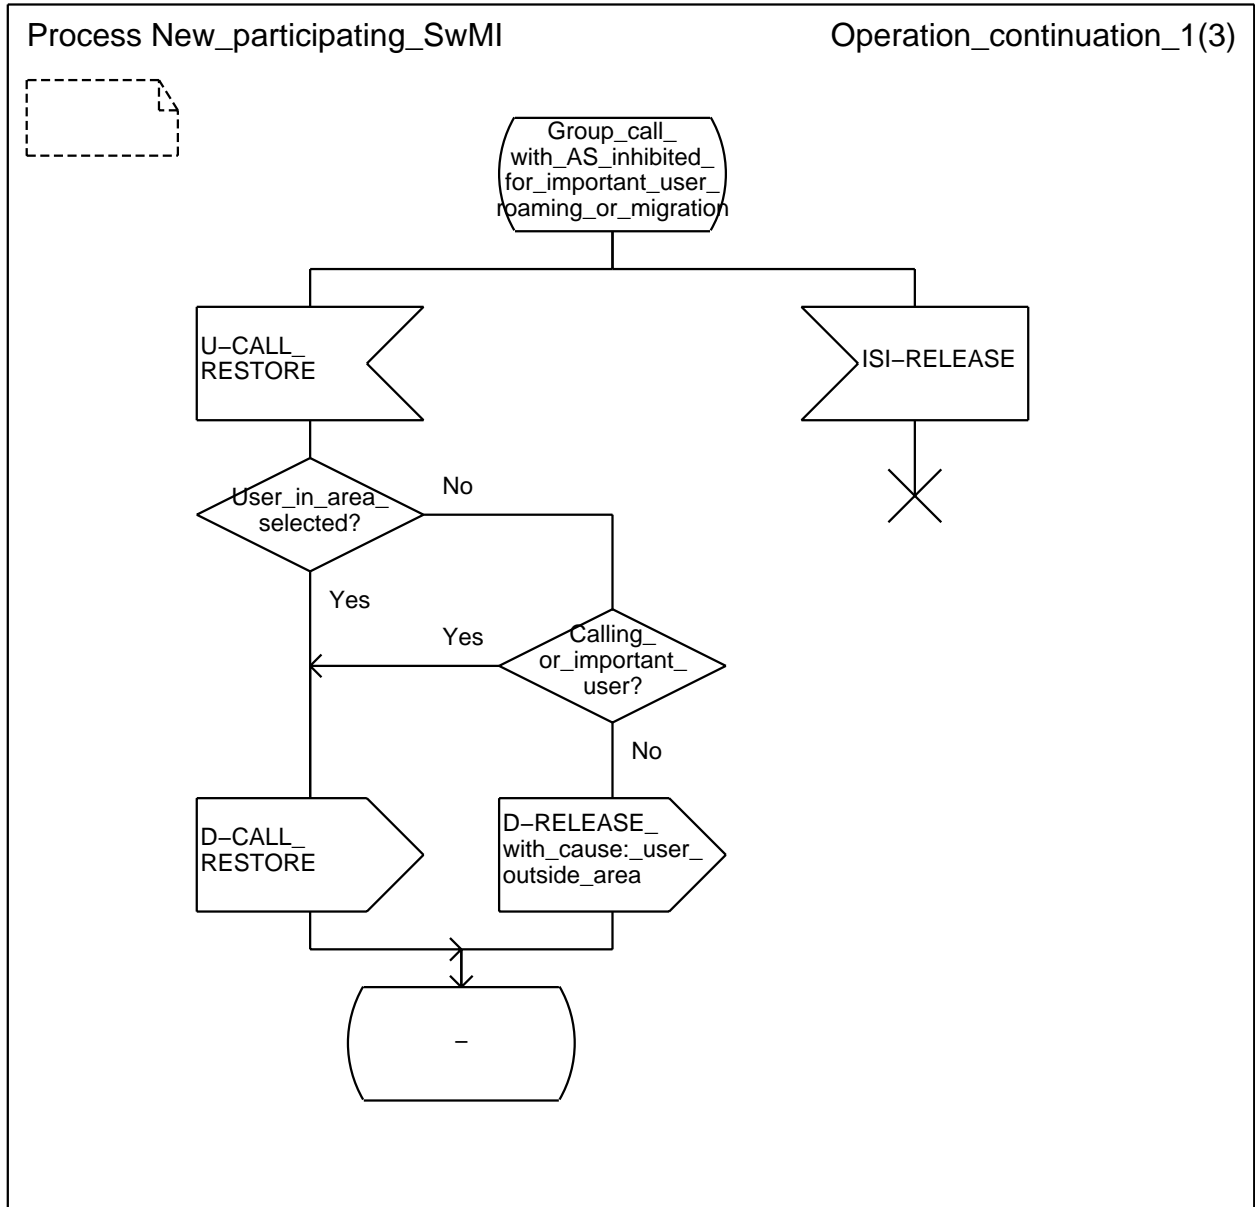 Process New_participating_SwMI
Operation_continuation_1(3)
Group_call_
with_AS_inhibited_
for_important_user_
roaming_or_migration
U−CALL_
RESTORE
ISI−RELEASE
User_in_area_
selected?
No
Yes
Calling_
or_important_
user?
Yes
No
D−CALL_
RESTORE
D−RELEASE_
with_cause:_user_
outside_area
−